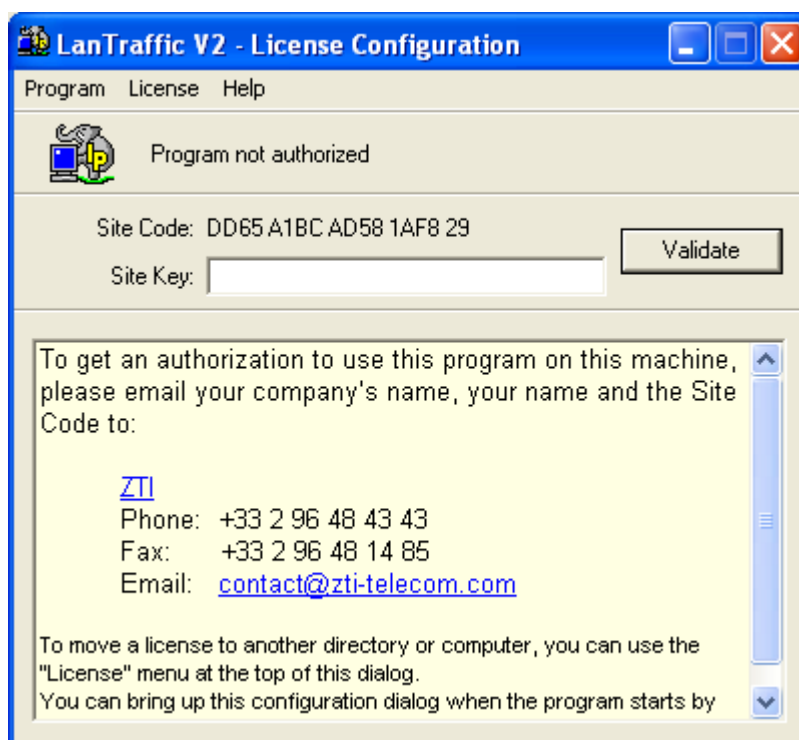 LanTraffic V2 - License Configuration
Program License Help
Program not authorized
Site Code: DD65 A1BC AD58 1AF8 29
Validate
Site Key:
To get an authorization to use this program on this machine,
please email your company's name, your name and the Site
Code to:
ZTI
Phone: +33 2 96 48 43 43
Fax: +33 2 96 48 14 85
Email: contact@zti-telecom.com
To move a license to another directory or computer, you can use the
"License" menu at the top of this dialog.
You can bring up this configuration dialog when the program starts by